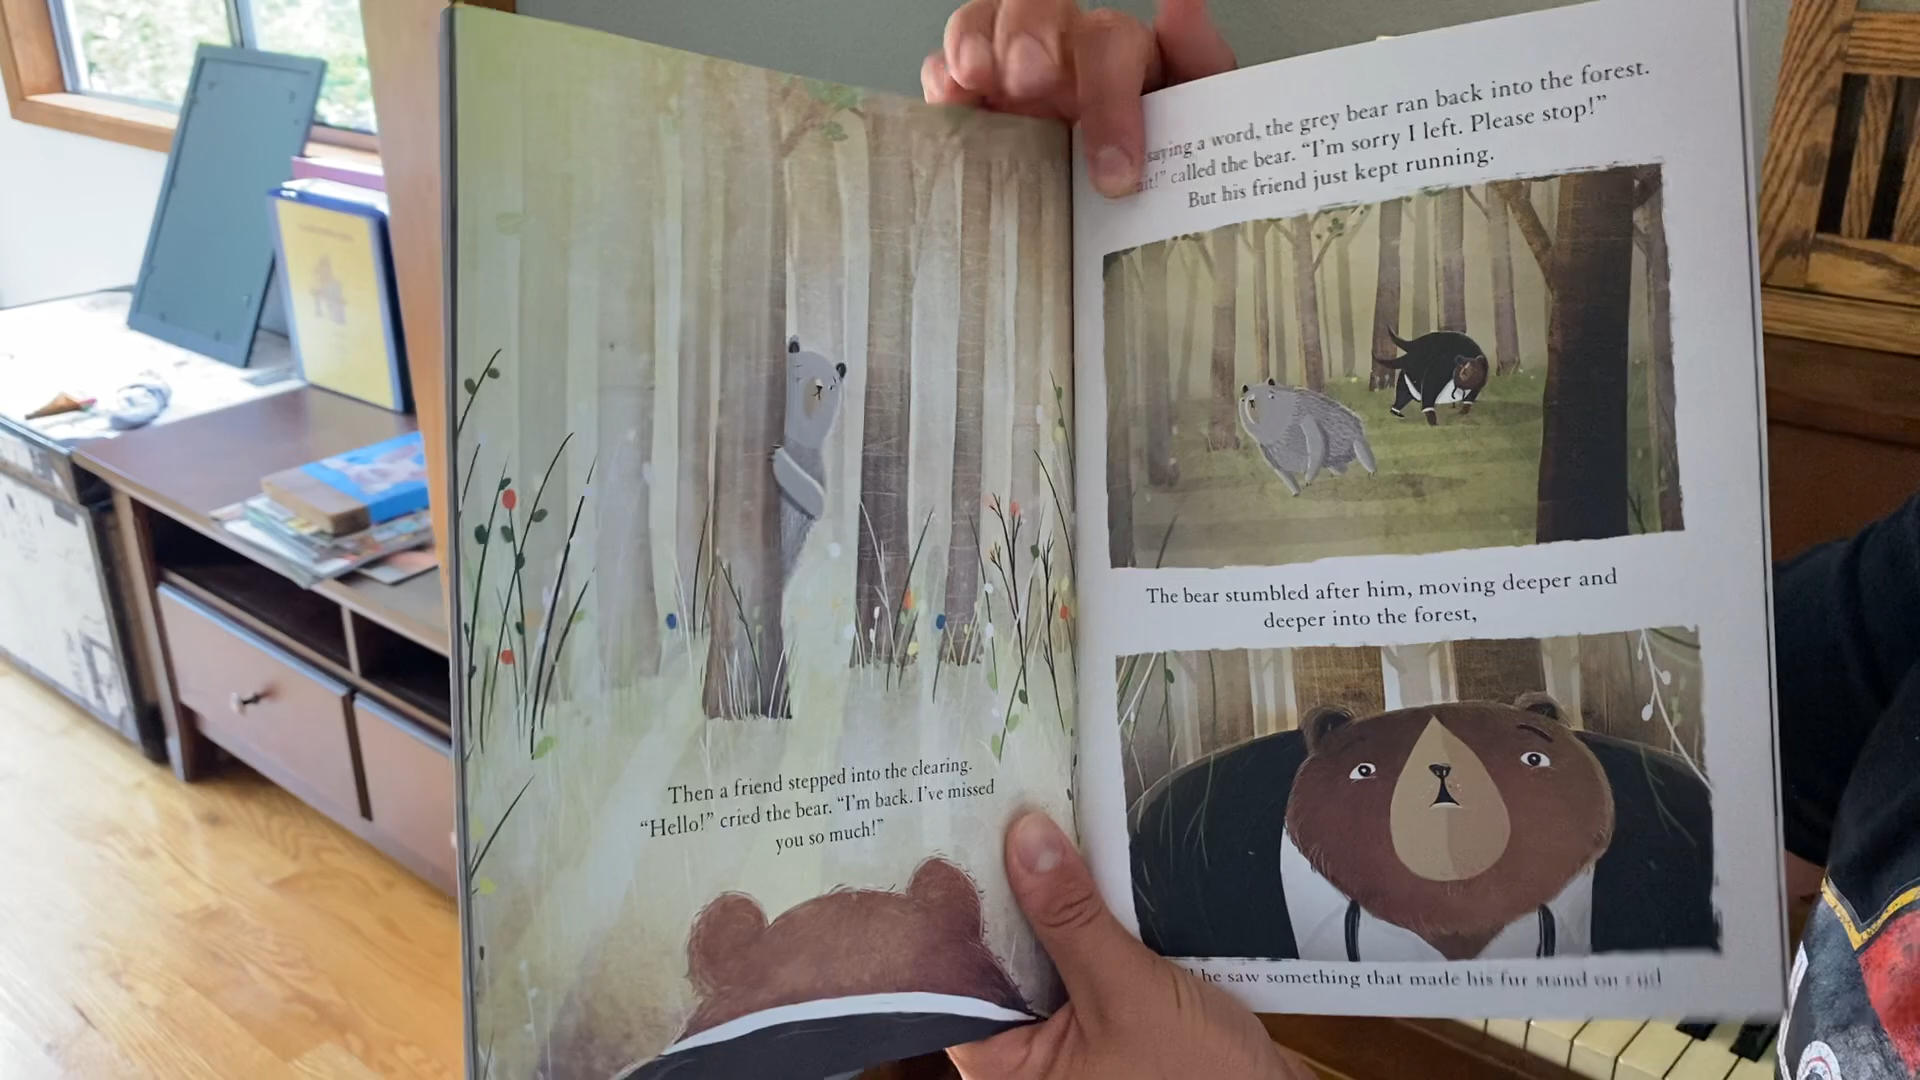 Then a friend stepped into the clearing.
“Hello!” cried the bear. “I’m back. I’ve missed
you so much!”
saying a word, the grey bear ran back into the forest.
called the bear. “I’m sorry I left. Please stop!”
But his friend just kept running.
The bear stumbled after him, moving deeper and
deeper into the forest,
he saw something that made his fur stand on end